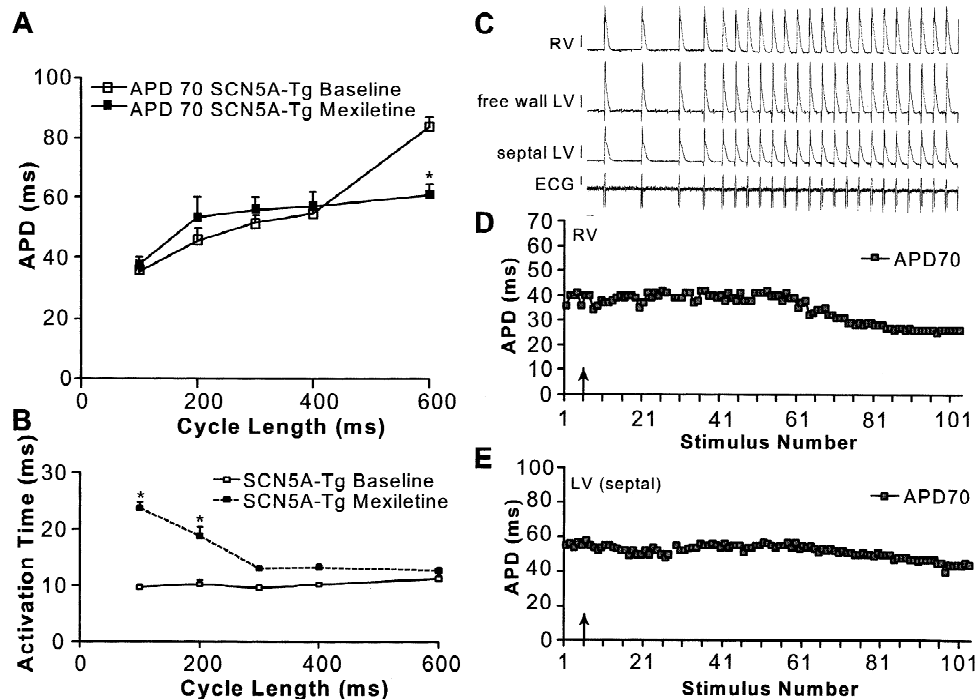 A
100
80
60
40
20
0
APD (ms)
APD 70 SCN5A-Tg Baseline
APD 70 SCN5A-Tg Mexiletine
*
0
200
400
600
Cycle Length (ms)
B
30
20
10
0
Activation Time (ms)
SCN5A-Tg Baseline
SCN5A-Tg Mexiletine
*
*
0
200
400
600
Cycle Length (ms)
C
RV
free wall LV
septal LV
ECG
D
70
60
50
40
30
20
10
0
APD (ms)
RV
APD70
1
21
41
61
81
101
Stimulus Number
E
100
80
60
40
20
0
APD (ms)
LV (septal)
APD70
1
21
41
61
81
101
Stimulus Number